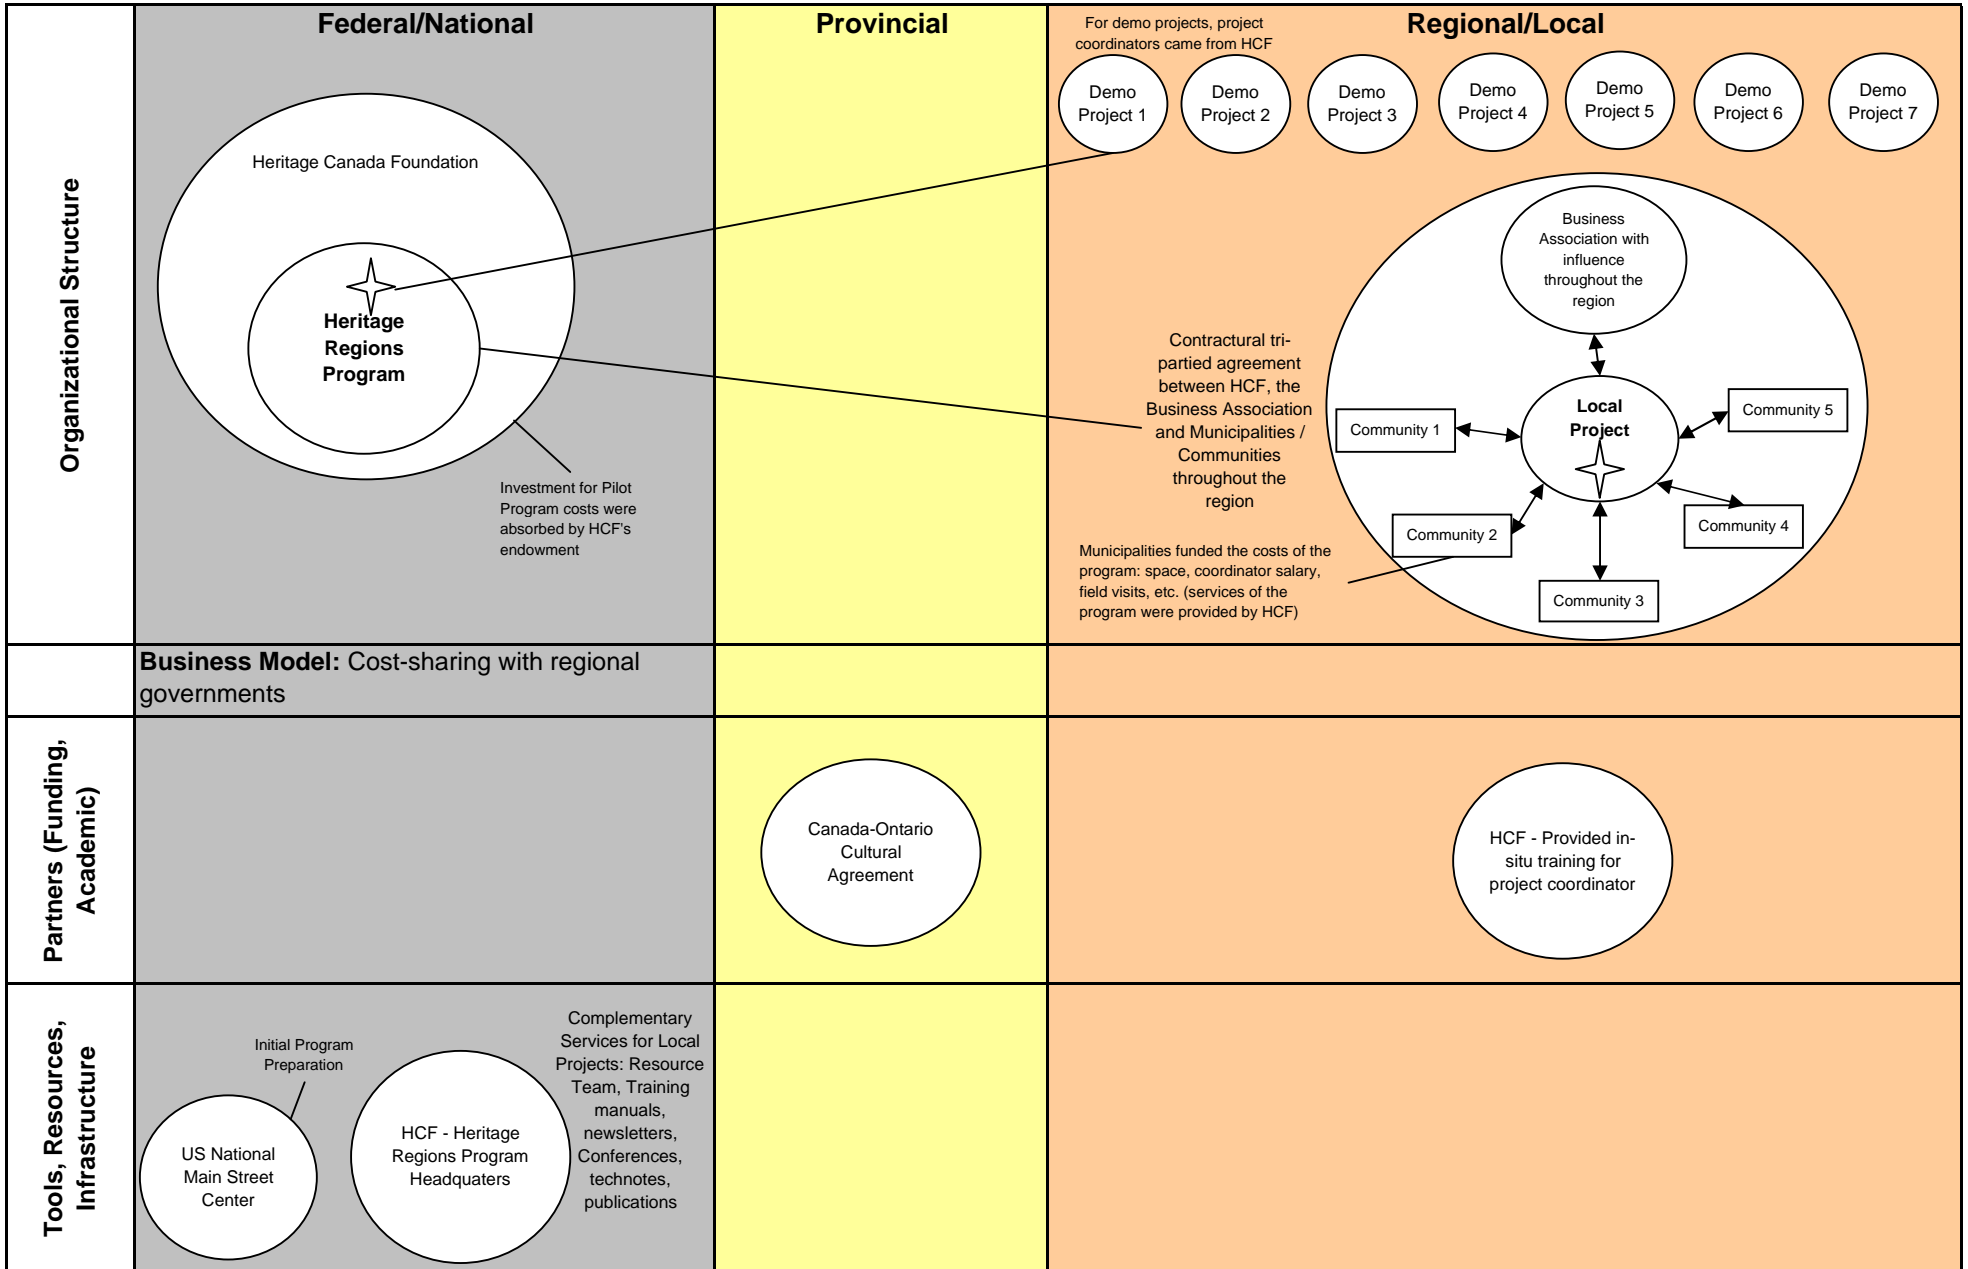 Federal/National
Provincial
Regional/Local
For demo projects, project
coordinators came from HCF
Demo
Project 1
Demo
Project 2
Demo
Project 3
Demo
Project 4
Demo
Project 5
Demo
Project 6
Demo
Project 7
Organizational Structure
Heritage Canada Foundation
Heritage
Regions
Program
Investment for Pilot
Program costs were
absorbed by HCF's
endowment
Contractural tri-
partied agreement
between HCF, the
Business Association
and Municipalities /
Communities
throughout the
region
Municipalities funded the costs of the
program: space, coordinator salary,
field visits, etc. (services of the
program were provided by HCF)
Business
Association with
influence
throughout the
region
Local
Project
Community 1
Community 2
Community 3
Community 4
Community 5
Business Model: Cost-sharing with regional
governments
Partners (Funding,
Academic)
Canada-Ontario
Cultural
Agreement
HCF - Provided in-
situ training for
project coordinator
Tools, Resources,
Infrastructure
Initial Program
Preparation
US National
Main Street
Center
HCF - Heritage
Regions Program
Headquaters
Complementary
Services for Local
Projects: Resource
Team, Training
manuals,
newsletters,
Conferences,
technotes,
publications